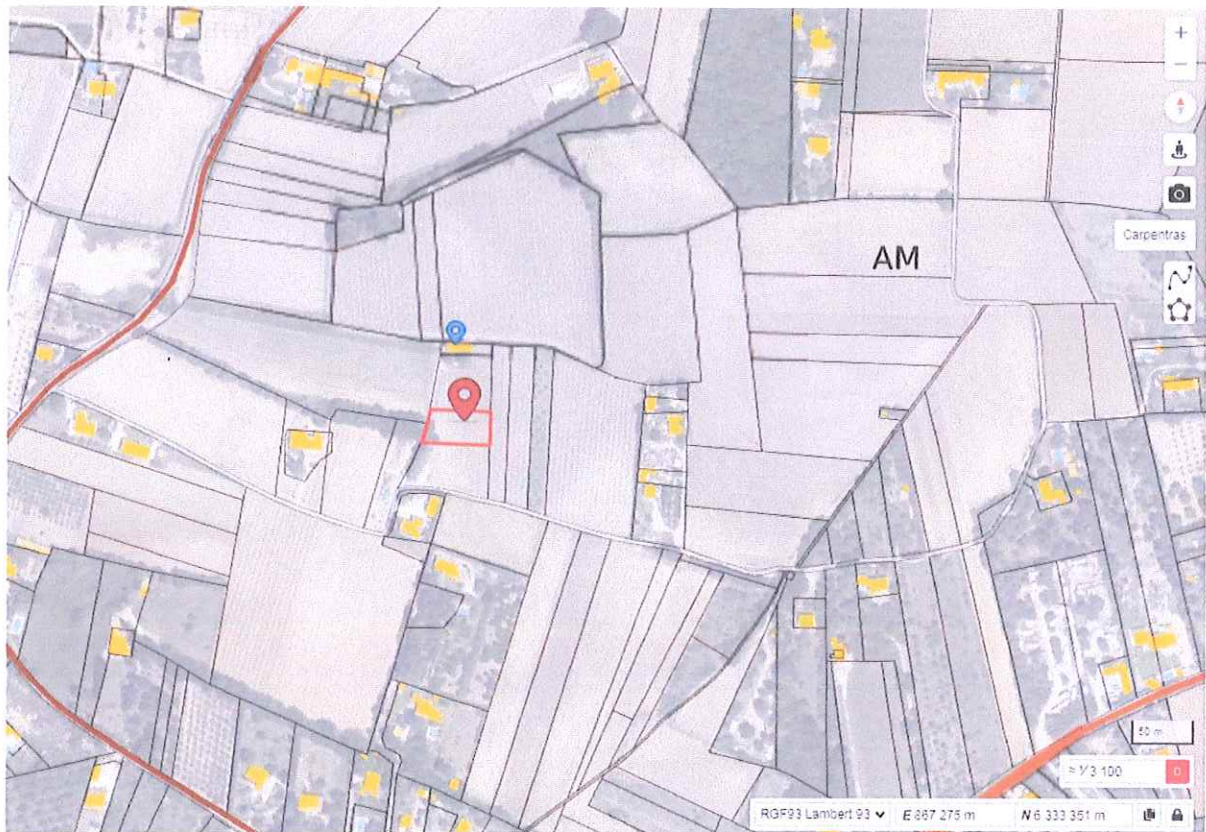 +
−
Carpentras
AM
50 m
≈ 1/3 100
RGF93 Lambert 93 E 867 275 m N 6 333 351 m